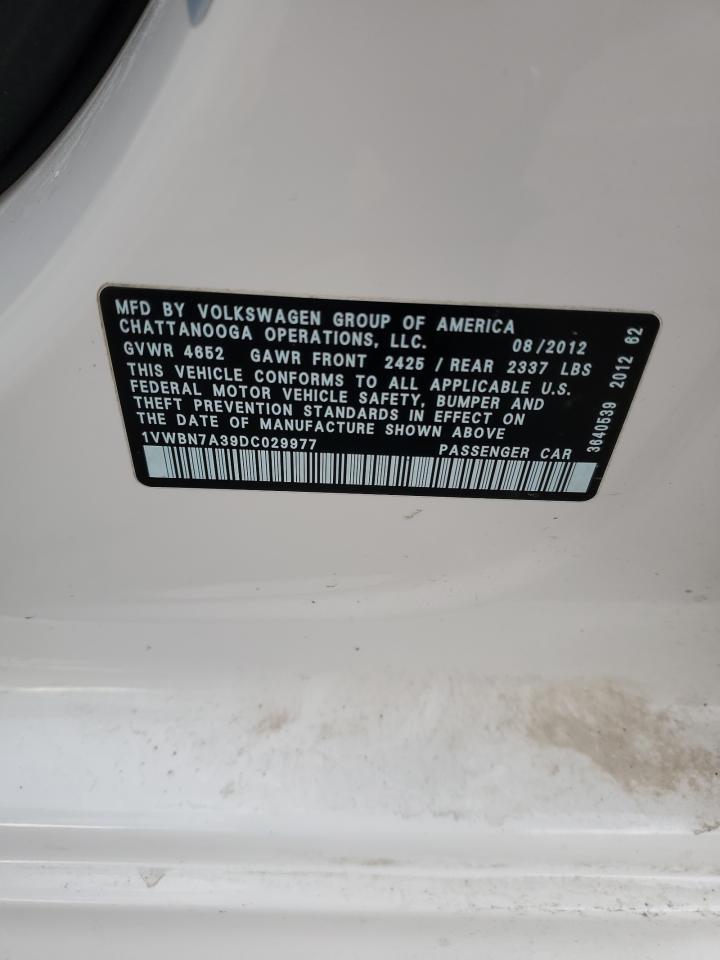 MFD BY VOLKSWAGEN GROUP OF AMERICA
CHATTANOOGA OPERATIONS, LLC. 08/2012
GVWR 4652 GAWR FRONT 2425 / REAR 2337 LBS
THIS VEHICLE CONFORMS TO ALL APPLICABLE U.S.
FEDERAL MOTOR VEHICLE SAFETY, BUMPER AND
THEFT PREVENTION STANDARDS IN EFFECT ON
THE DATE OF MANUFACTURE SHOWN ABOVE
1VWBN7A39DC029977 PASSENGER CAR
3640539 2012 62